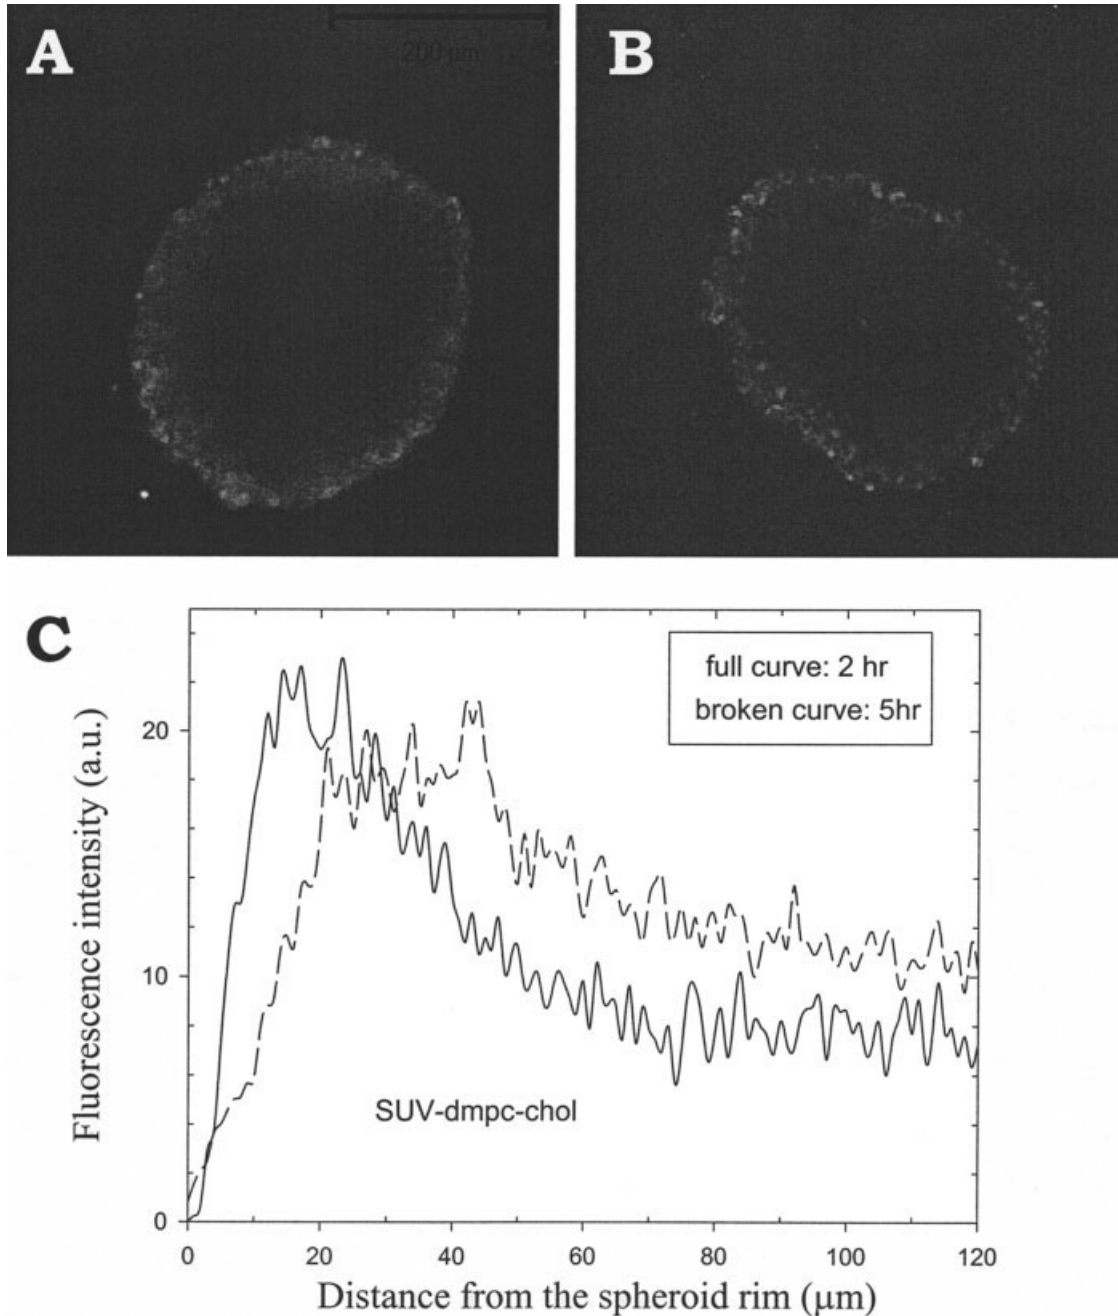 A
200 μm
B
C
full curve: 2 hr
broken curve: 5hr
Fluorescence intensity (a.u.)
20
10
0
SUV-dmpc-chol
0 20 40 60 80 100 120
Distance from the spheroid rim (μm)